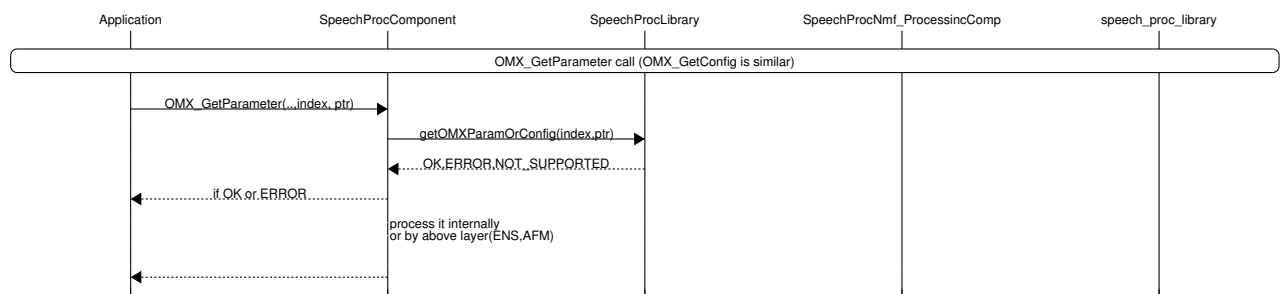 Application
SpeechProcComponent
SpeechProcLibrary
SpeechProcNmf_ProcessincComp
speech_proc_library
OMX_GetParameter call (OMX_GetConfig is similar)
OMX_GetParameter(..,index, ptr)
getOMXParamOrConfig(index,ptr)
OK,ERROR,NOT_SUPPORTED
if OK or ERROR
process it internally
or by above layer(ENS,AFM)